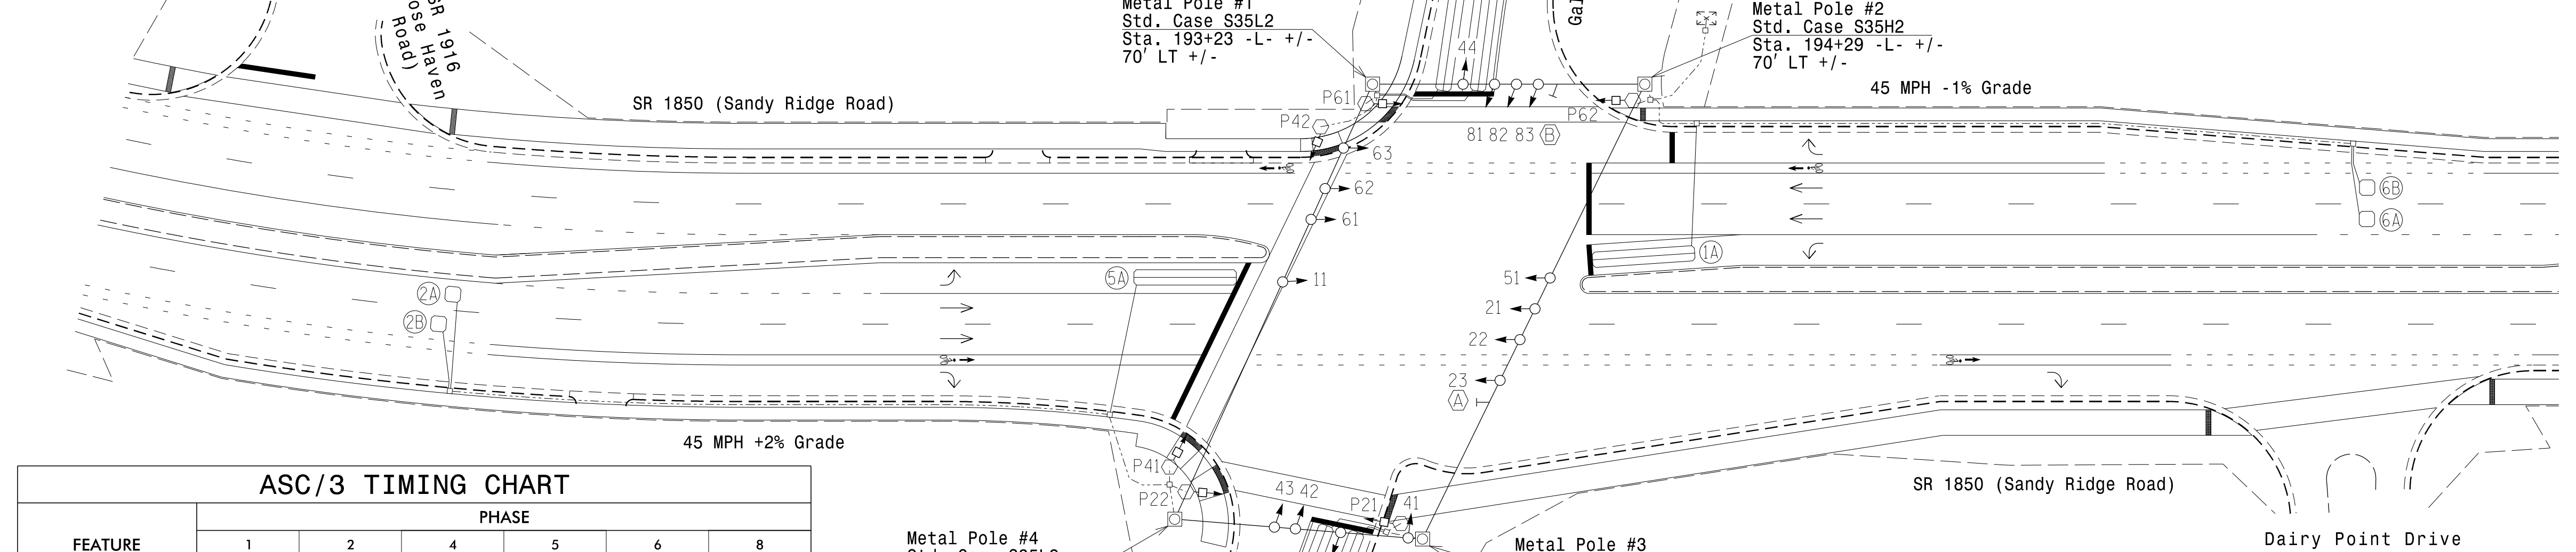 SR 1916
ose Haven
Road)
Metal Pole #1
Std. Case S35L2
Sta. 193+23 -L- +/-
70' LT +/-
44
Gal
Metal Pole #2
Std. Case S35H2
Sta. 194+29 -L- +/-
70' LT +/-
SR 1850 (Sandy Ridge Road)
45 MPH -1% Grade
P61
P42
P62
81 82 83 B
63
62
61
6B
6A
1A
11
5A
51
21
22
23
A
2A
2B
45 MPH +2% Grade
P41
P22
43 42
P21
41
SR 1850 (Sandy Ridge Road)
Dairy Point Drive
ASC/3 TIMING CHART
PHASE
FEATURE
1 2 4 5 6 8
Metal Pole #4
Metal Pole #3